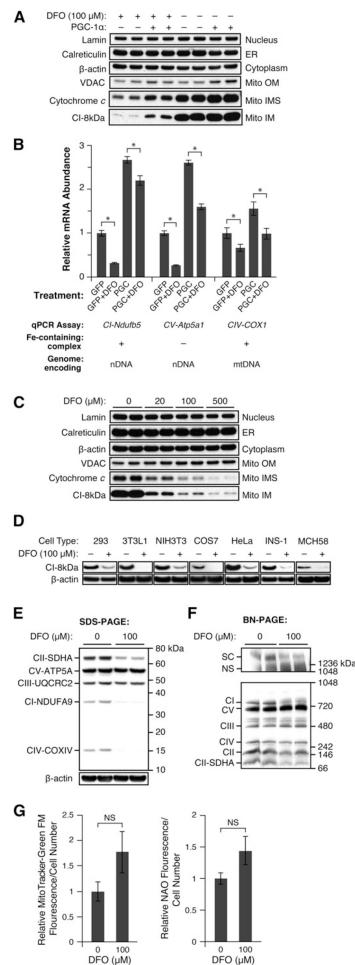 A
DFO (100 μM): + + + + – – – –
PGC-1α: – – + + – – + +
Lamin Nucleus
Calreticulin ER
β-actin Cytoplasm
VDAC Mito OM
Cytochrome c Mito IMS
CI-8kDa Mito IM
B
Relative mRNA Abundance
3
2
1
0
Treatment: GFP GFP+DFO PGC PGC+DFO GFP GFP+DFO PGC PGC+DFO GFP GFP+DFO PGC PGC+DFO
* * * * * *
qPCR Assay: CI-Ndufb5 CV-Atp5a1 CIV-COX1
Fe-containing complex + – +
Genome encoding nDNA nDNA mtDNA
C
DFO (μM): 0 20 100 500
Lamin Nucleus
Calreticulin ER
β-actin Cytoplasm
VDAC Mito OM
Cytochrome c Mito IMS
CI-8kDa Mito IM
D
Cell Type: 293 3T3L1 NIH3T3 COS7 HeLa INS-1 MCH58
DFO (100 μM): – + – + – + – + – + – + – +
CI-8kDa
β-actin
E
SDS-PAGE:
DFO (μM): 0 100
80 kDa
CII-SDHA
60
CV-ATP5A
50
CIII-UQCRC2
40
CI-NDUFA9
30
20
CIV-COXIV
15
10
β-actin
F
BN-PAGE:
DFO (μM): 0 100
SC
1236 kDa
NS
1048
1048
CI
CV
720
CIII
480
CIV
242
CII
146
CII-SDHA
66
G
Relative MitoTracker-Green FM Flourescence/Cell Number
2.5
2
1.5
1
0.5
0
NS
0 100
DFO (μM)
Relative NAO Flourescence/ Cell Number
2
1.5
1
0.5
0
NS
0 100
DFO (μM)